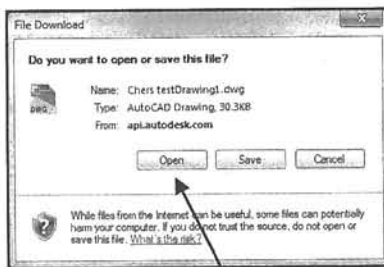 File Download
Do you want to open or save this file?
DWG
Name: Chers testDrawing1.dwg
Type: AutoCAD Drawing, 30.3KB
From: api.autodesk.com
Open Save Cancel
While files from the Internet can be useful, some files can potentially
harm your computer. If you do not trust the source, do not open or
save this file. What's the risk?